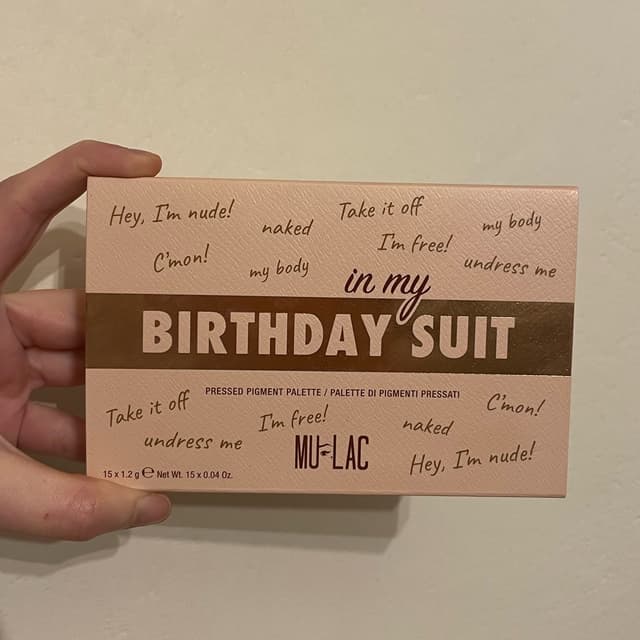 Hey, I'm nude!
naked
Take it off
my body
C'mon!
my body
I'm free!
undress me
in my
BIRTHDAY SUIT
PRESSED PIGMENT PALETTE / PALETTE DI PIGMENTI PRESSATI
Take it off
I'm free!
C'mon!
undress me
naked
MULAC
Hey, I'm nude!
15 x 1.2 g ℮ Net Wt. 15 x 0.04 Oz.